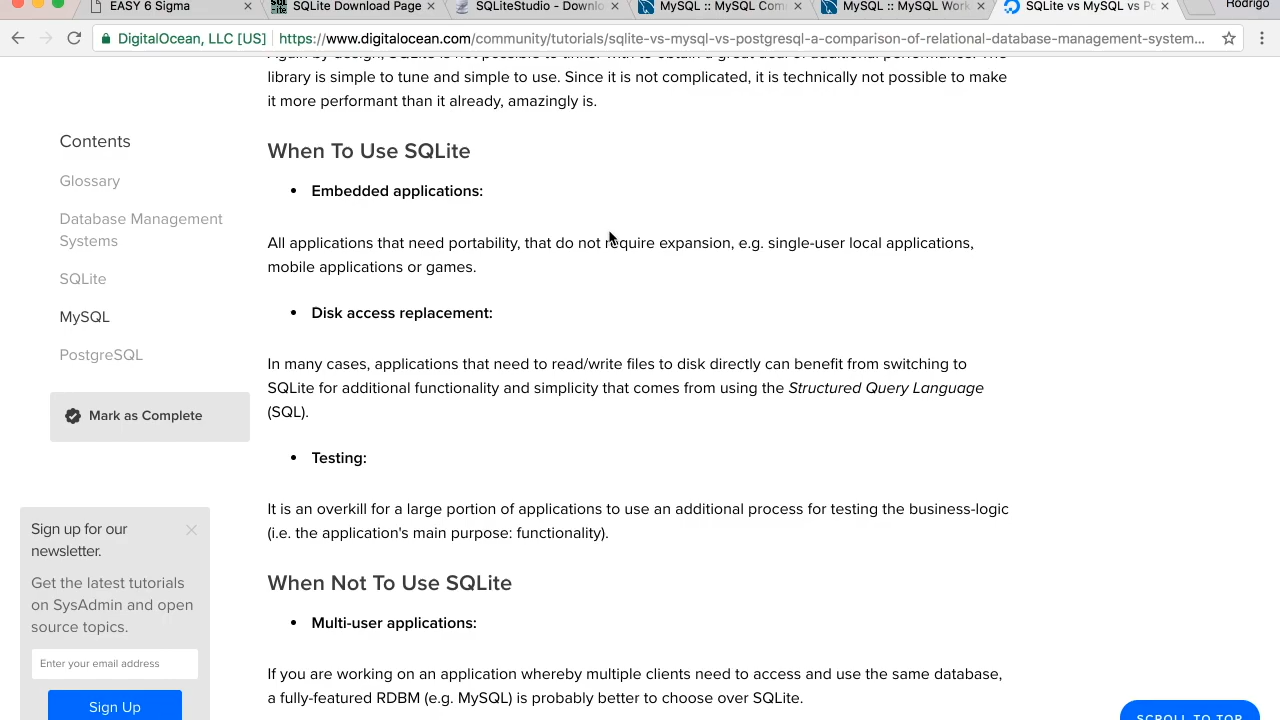 EASY 6 Sigma
SQLite Download Page
SQLiteStudio - Downlo
MySQL :: MySQL Com
MySQL :: MySQL Work
SQLite vs MySQL vs Po
Rodrigo
DigitalOcean, LLC [US]
https://www.digitalocean.com/community/tutorials/sqlite-vs-mysql-vs-postgresql-a-comparison-of-relational-database-management-system...
library is simple to tune and simple to use. Since it is not complicated, it is technically not possible to make
it more performant than it already, amazingly is.
Contents
Glossary
Database Management
Systems
SQLite
MySQL
PostgreSQL
Mark as Complete
Sign up for our
newsletter.
Get the latest tutorials
on SysAdmin and open
source topics.
Enter your email address
Sign Up
When To Use SQLite
• Embedded applications:
All applications that need portability, that do not require expansion, e.g. single-user local applications,
mobile applications or games.
• Disk access replacement:
In many cases, applications that need to read/write files to disk directly can benefit from switching to
SQLite for additional functionality and simplicity that comes from using the Structured Query Language
(SQL).
• Testing:
It is an overkill for a large portion of applications to use an additional process for testing the business-logic
(i.e. the application's main purpose: functionality).
When Not To Use SQLite
• Multi-user applications:
If you are working on an application whereby multiple clients need to access and use the same database,
a fully-featured RDBM (e.g. MySQL) is probably better to choose over SQLite.
SCROLL TO TOP